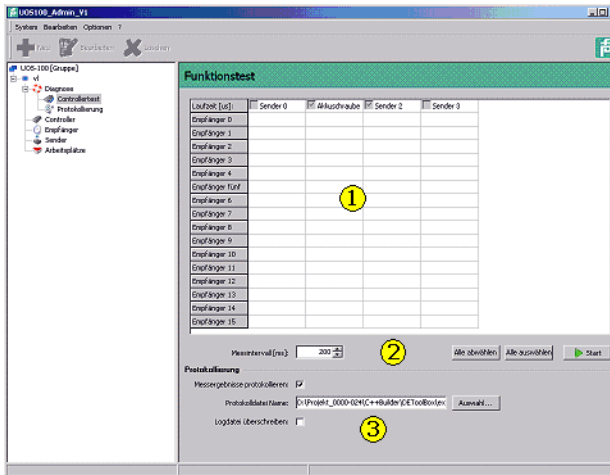 UOS100_Admin_V1
System Bearbeiten Optionen ?
Neu Bearbeiten Löschen
UOS-100 [Gruppe]
vl
Diagnose
Controllertest
Protokollierung
Controller
Empfänger
Sender
Arbeitsplätze
Funktionstest
Laufzeit [us]: Sender 0 Akkuschraube Sender 2 Sender 3
Empfänger 0
Empfänger 1
Empfänger 2
Empfänger 3
Empfänger 4
Empfänger fünf
Empfänger 6
Empfänger 7
Empfänger 8
Empfänger 9
Empfänger 10
Empfänger 11
Empfänger 12
Empfänger 13
Empfänger 14
Empfänger 15
1
Messintervall [ms]: 200 2 Alle abwählen Alle auswählen Start
Protokollierung
Messergebnisse protokollieren:
Protokolldatei Name: D:\Projekt_0000-024\C++Builder\DEToolBox\ex Auswahl...
Logdatei überschreiben: 3